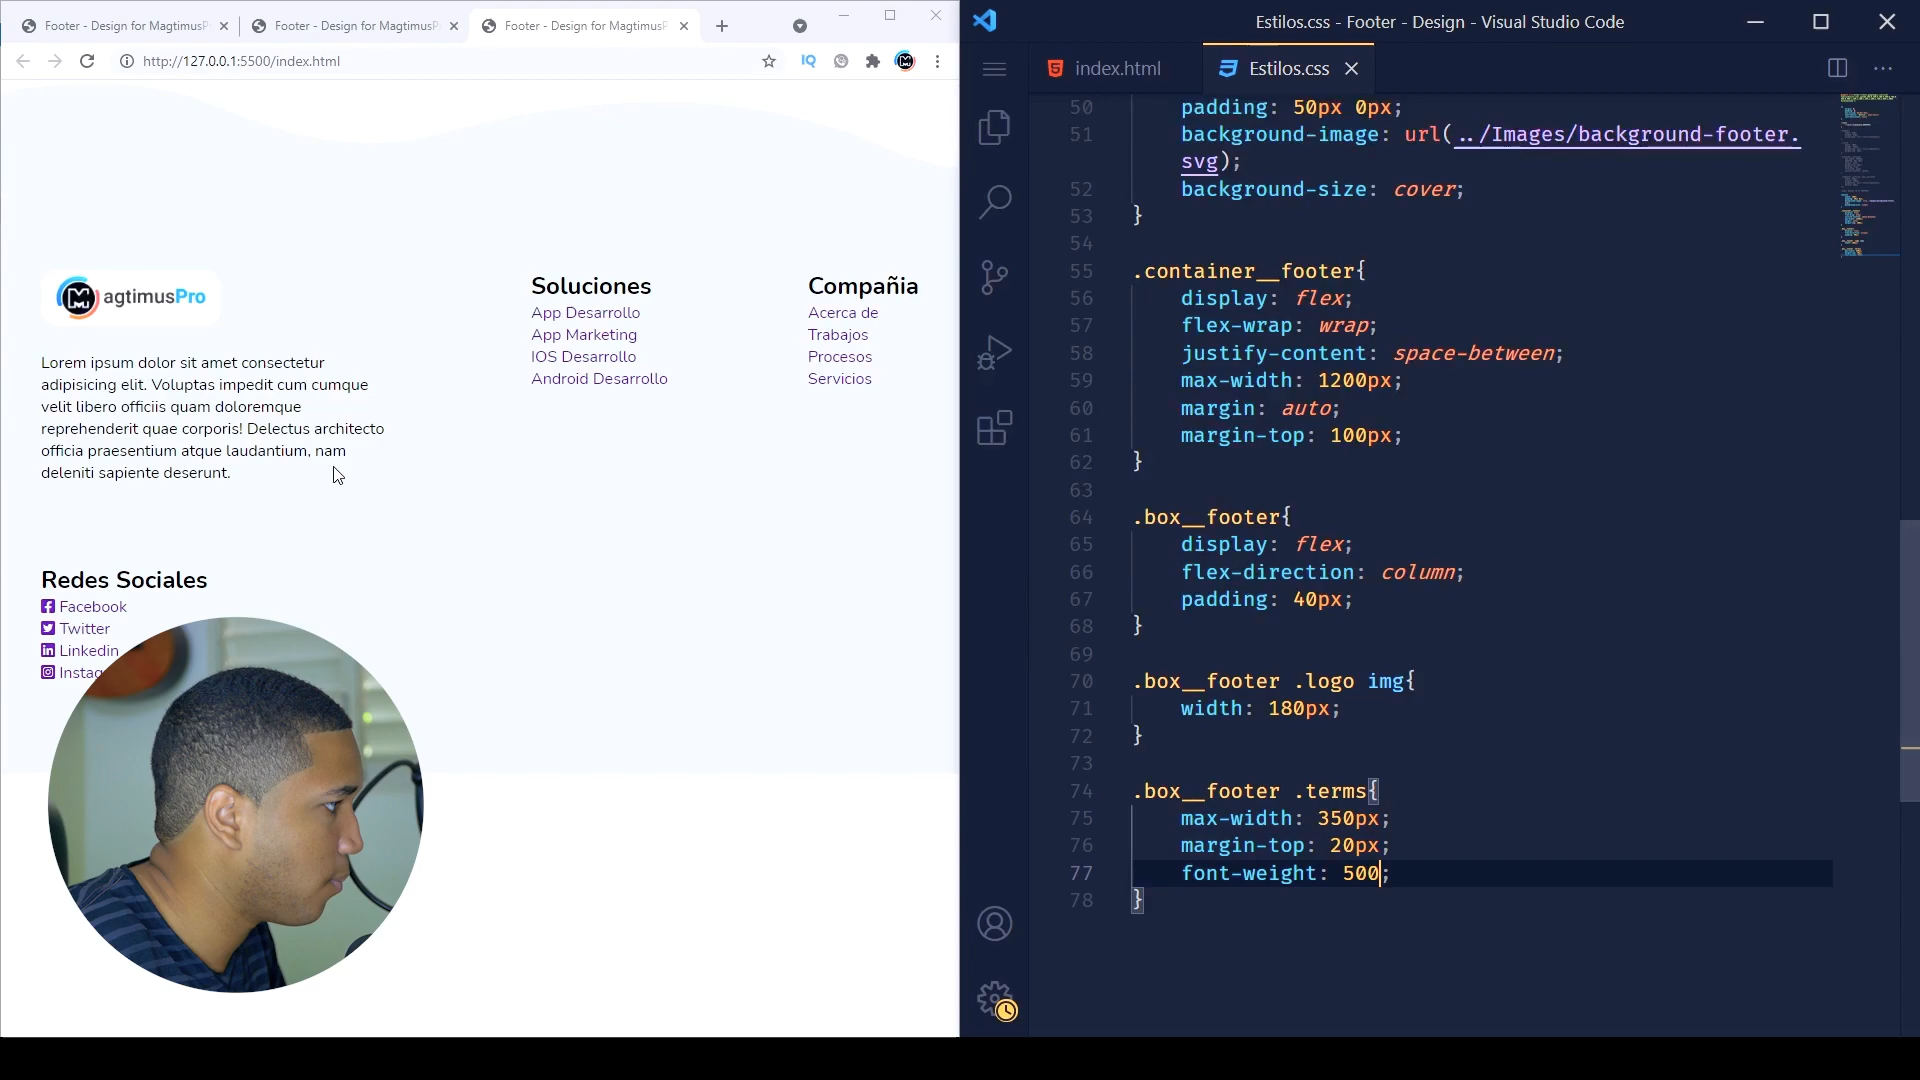 Footer - Design for MagtimusP
Footer - Design for MagtimusP
Footer - Design for MagtimusP
http://127.0.0.1:5500/index.html
IQ
MagtimusPro
Lorem ipsum dolor sit amet consectetur
adipisicing elit. Voluptas impedit cum cumque
velit libero officiis quam doloremque
reprehenderit quae corporis! Delectus architecto
officia praesentium atque laudantium, nam
deleniti sapiente deserunt.
Soluciones
App Desarrollo
App Marketing
IOS Desarrollo
Android Desarrollo
Compañia
Acerca de
Trabajos
Procesos
Servicios
Redes Sociales
Facebook
Twitter
Linkedin
Instag
Estilos.css - Footer - Design - Visual Studio Code
index.html
Estilos.css
50 padding: 50px 0px;
51 background-image: url(../Images/background-footer.
svg);
52 background-size: cover;
53 }
54
55 .container__footer{
56 display: flex;
57 flex-wrap: wrap;
58 justify-content: space-between;
59 max-width: 1200px;
60 margin: auto;
61 margin-top: 100px;
62 }
63
64 .box__footer{
65 display: flex;
66 flex-direction: column;
67 padding: 40px;
68 }
69
70 .box__footer .logo img{
71 width: 180px;
72 }
73
74 .box__footer .terms{
75 max-width: 350px;
76 margin-top: 20px;
77 font-weight: 500;
78 }